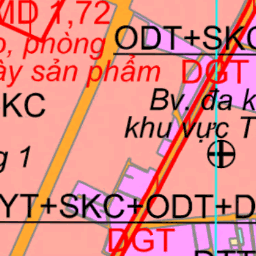 MD 1,72
ODT+SKC
, phòng
ây sản phẩm
DGT
KC
Bv. đa k
khu vực T
g 1
YT+SKC+ODT+D
DGT